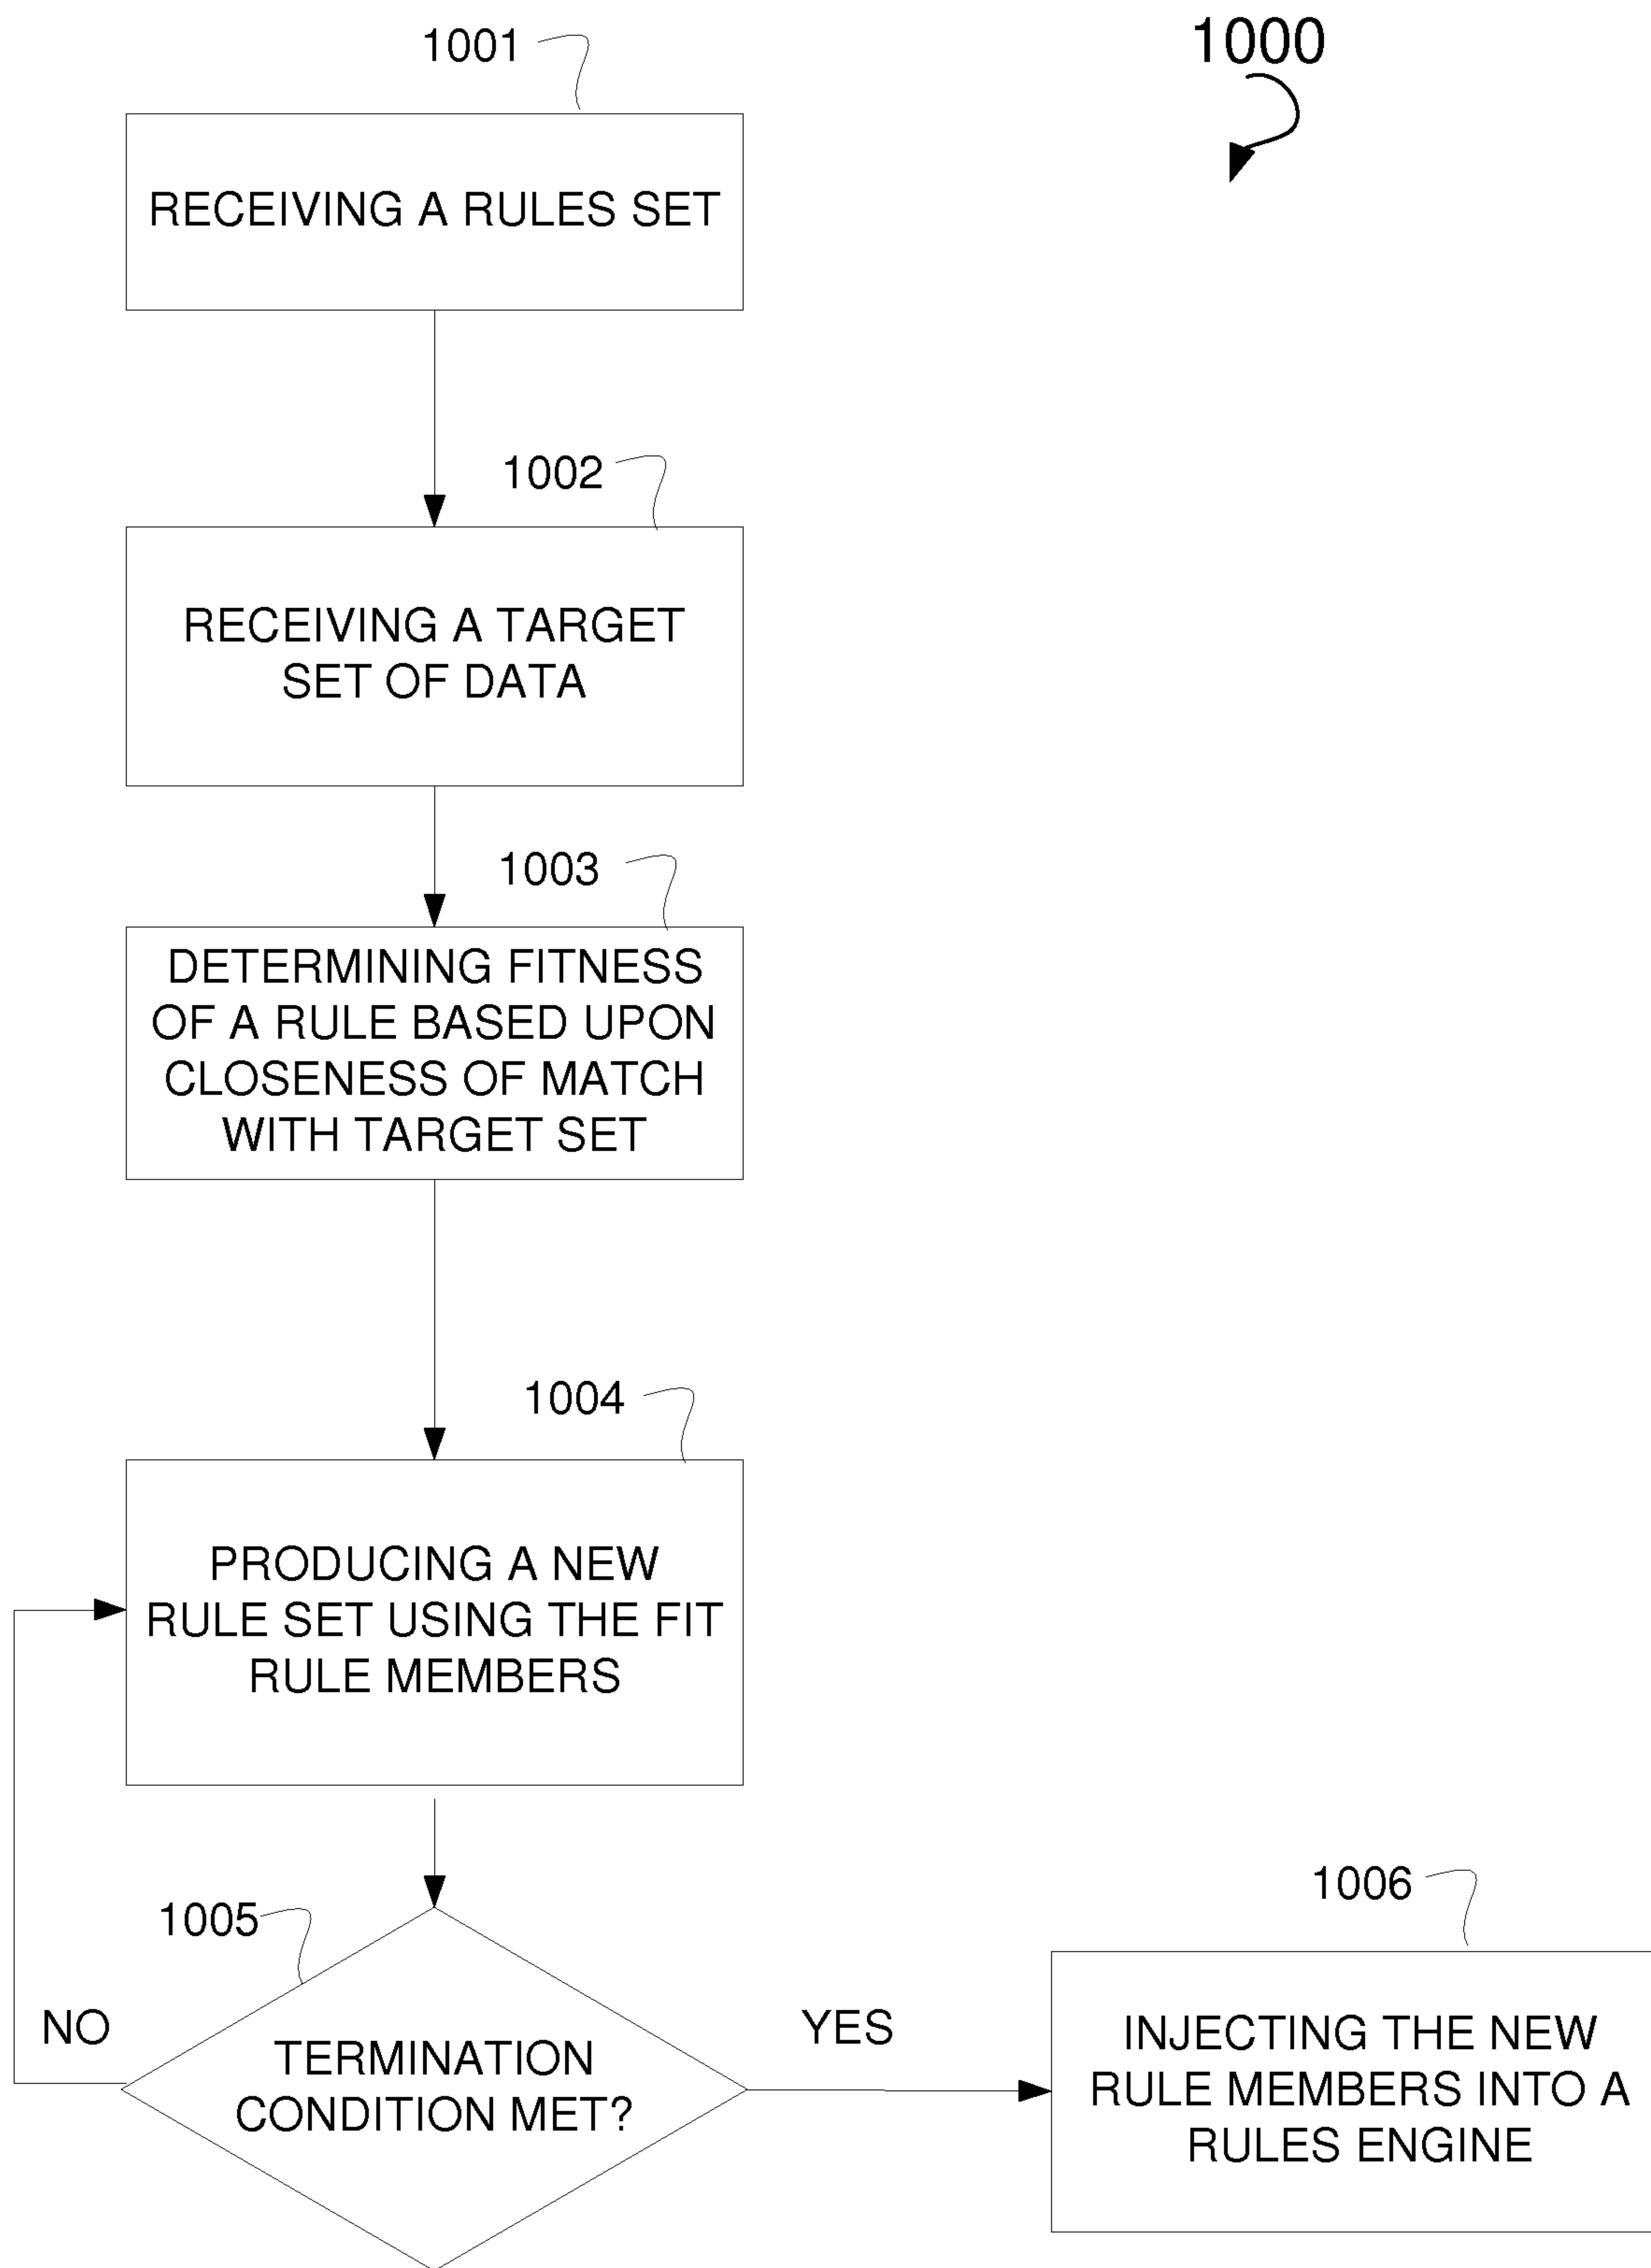 1000
1001
RECEIVING A RULES SET
1002
RECEIVING A TARGET
SET OF DATA
1003
DETERMINING FITNESS
OF A RULE BASED UPON
CLOSENESS OF MATCH
WITH TARGET SET
1004
PRODUCING A NEW
RULE SET USING THE FIT
RULE MEMBERS
1005
NO
TERMINATION
CONDITION MET?
YES
1006
INJECTING THE NEW
RULE MEMBERS INTO A
RULES ENGINE